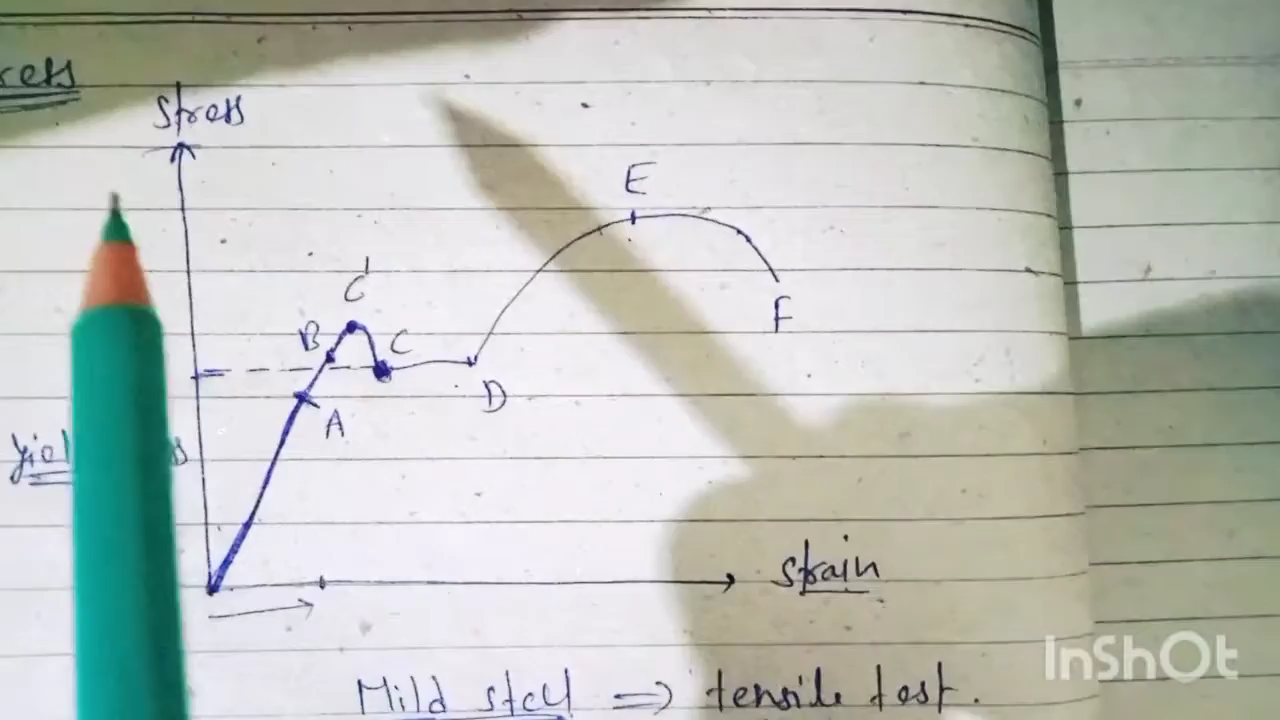 stress
E
C'
B
C
F
D
A
strain
Mild steel => tensile test.
InShOt